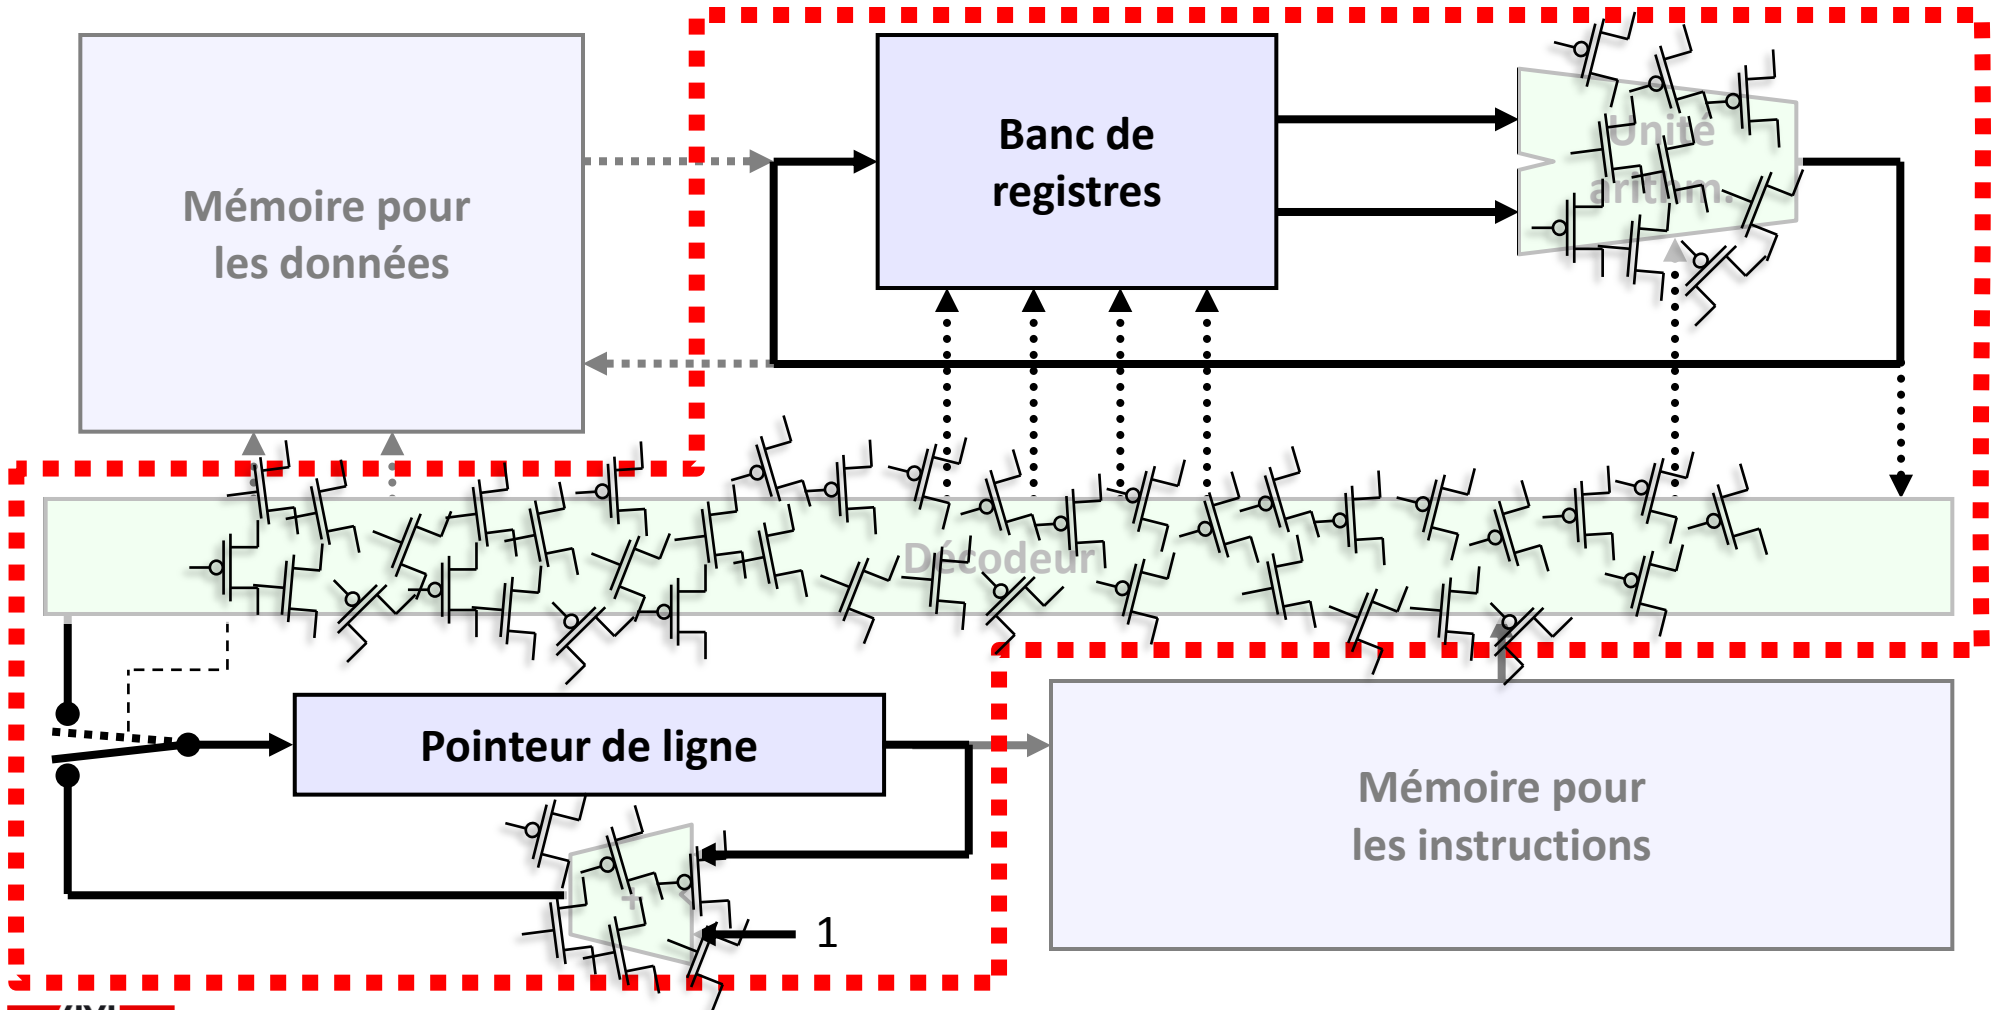 Mémoire pour
les données
Banc de
registres
Unité
arithm.
Décodeur
Pointeur de ligne
+
1
Mémoire pour
les instructions